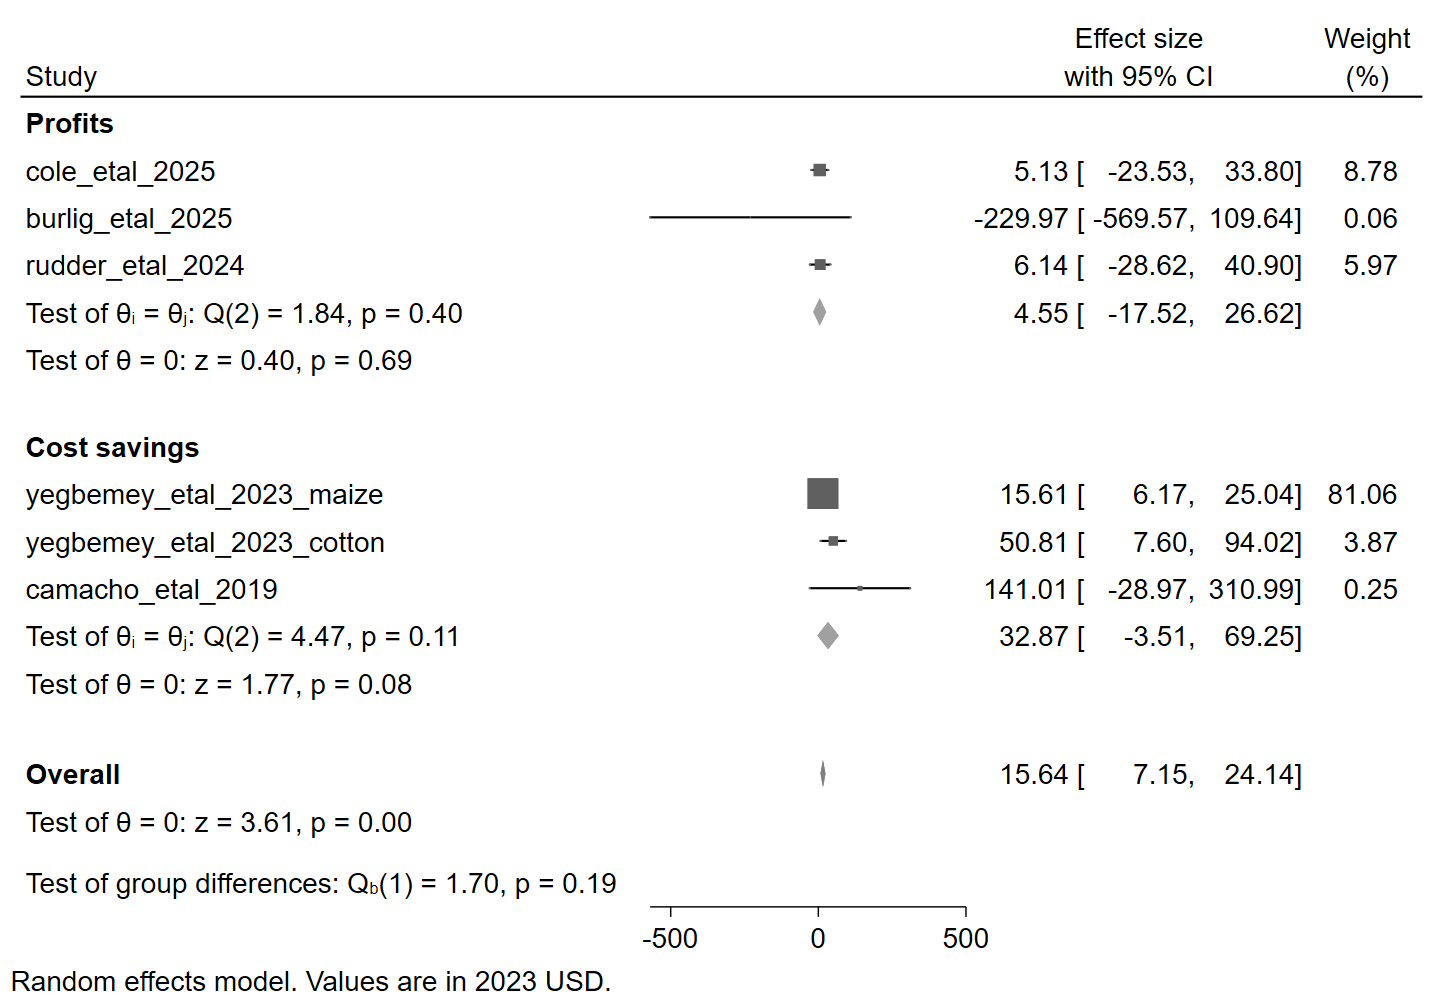 Effect size Weight
Study with 95% CI (%)
Profits
cole_etal_2025 5.13 [ -23.53, 33.80] 8.78
burlig_etal_2025 -229.97 [ -569.57, 109.64] 0.06
rudder_etal_2024 6.14 [ -28.62, 40.90] 5.97
Test of θᵢ = θⱼ: Q(2) = 1.84, p = 0.40 4.55 [ -17.52, 26.62]
Test of θ = 0: z = 0.40, p = 0.69
Cost savings
yegbemey_etal_2023_maize 15.61 [ 6.17, 25.04] 81.06
yegbemey_etal_2023_cotton 50.81 [ 7.60, 94.02] 3.87
camacho_etal_2019 141.01 [ -28.97, 310.99] 0.25
Test of θᵢ = θⱼ: Q(2) = 4.47, p = 0.11 32.87 [ -3.51, 69.25]
Test of θ = 0: z = 1.77, p = 0.08
Overall 15.64 [ 7.15, 24.14]
Test of θ = 0: z = 3.61, p = 0.00
Test of group differences: Q_b(1) = 1.70, p = 0.19
-500 0 500
Random effects model. Values are in 2023 USD.